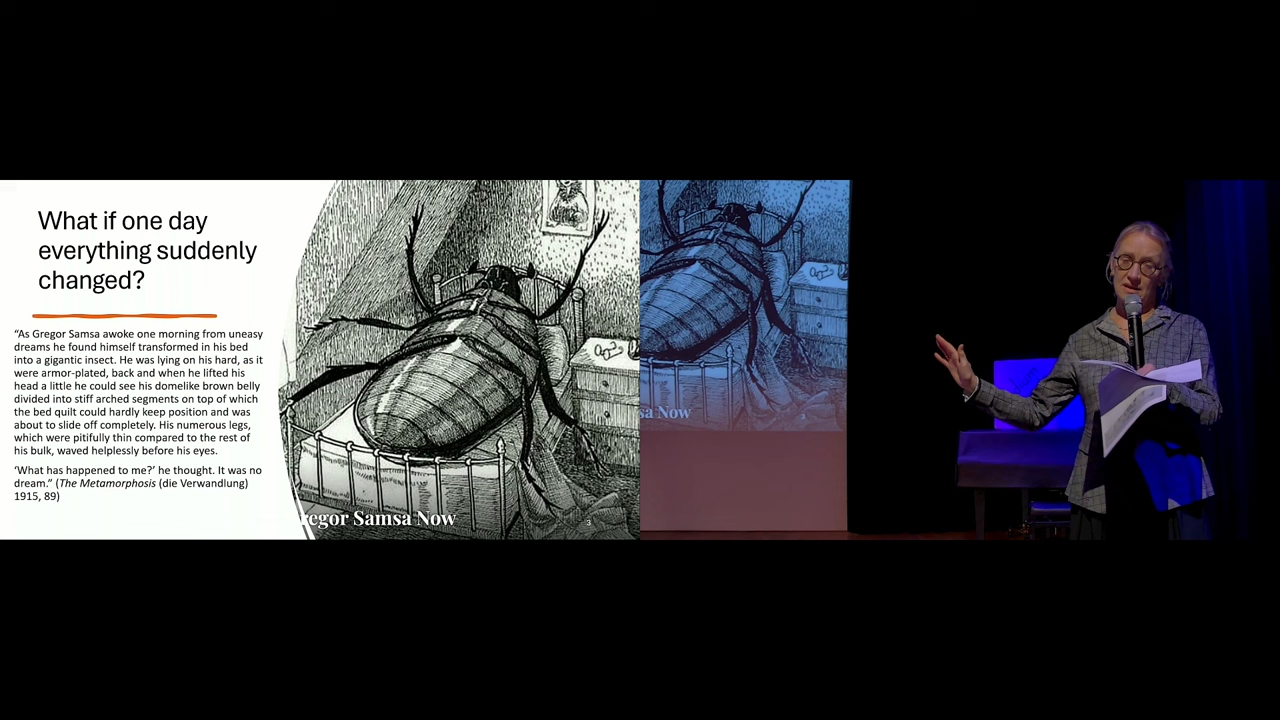 What if one day
everything suddenly
changed?
“As Gregor Samsa awoke one morning from uneasy
dreams he found himself transformed in his bed
into a gigantic insect. He was lying on his hard, as it
were armor-plated, back and when he lifted his
head a little he could see his domelike brown belly
divided into stiff arched segments on top of which
the bed quilt could hardly keep position and was
about to slide off completely. His numerous legs,
which were pitifully thin compared to the rest of
his bulk, waved helplessly before his eyes.
‘What has happened to me?’ he thought. It was no
dream.” (The Metamorphosis (die Verwandlung)
1915, 89)
regor Samsa Now
3
sa Now
3